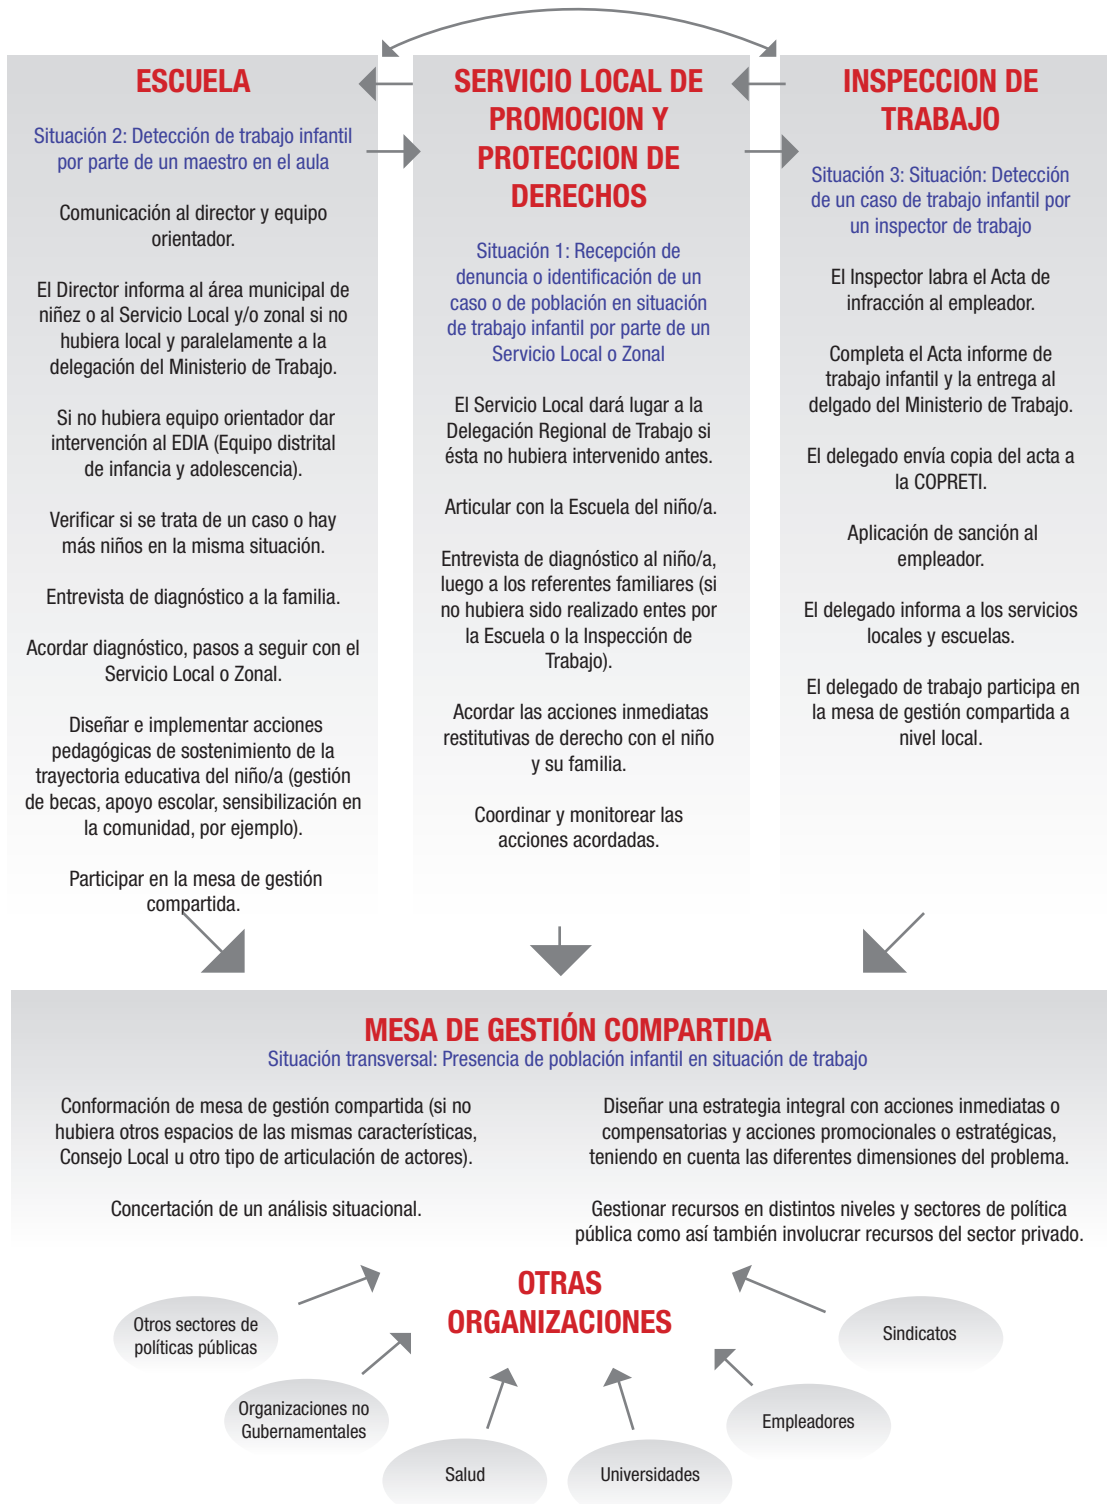 ESCUELA
Situación 2: Detección de trabajo infantil
por parte de un maestro en el aula
Comunicación al director y equipo
orientador.
El Director informa al área municipal de
niñez o al Servicio Local y/o zonal si no
hubiera local y paralelamente a la
delegación del Ministerio de Trabajo.
Si no hubiera equipo orientador dar
intervención al EDIA (Equipo distrital
de infancia y adolescencia).
Verificar si se trata de un caso o hay
más niños en la misma situación.
Entrevista de diagnóstico a la familia.
Acordar diagnóstico, pasos a seguir con el
Servicio Local o Zonal.
Diseñar e implementar acciones
pedagógicas de sostenimiento de la
trayectoria educativa del niño/a (gestión
de becas, apoyo escolar, sensibilización en
la comunidad, por ejemplo).
Participar en la mesa de gestión
compartida.
SERVICIO LOCAL DE
PROMOCION Y
PROTECCION DE
DERECHOS
Situación 1: Recepción de
denuncia o identificación de un
caso o de población en situación
de trabajo infantil por parte de un
Servicio Local o Zonal
El Servicio Local dará lugar a la
Delegación Regional de Trabajo si
ésta no hubiera intervenido antes.
Articular con la Escuela del niño/a.
Entrevista de diagnóstico al niño/a,
luego a los referentes familiares (si
no hubiera sido realizado entes por
la Escuela o la Inspección de
Trabajo).
Acordar las acciones inmediatas
restitutivas de derecho con el niño
y su familia.
Coordinar y monitorear las
acciones acordadas.
INSPECCION DE
TRABAJO
Situación 3: Situación: Detección
de un caso de trabajo infantil por
un inspector de trabajo
El Inspector labra el Acta de
infracción al empleador.
Completa el Acta informe de
trabajo infantil y la entrega al
delgado del Ministerio de Trabajo.
El delegado envía copia del acta a
la COPRETI.
Aplicación de sanción al
empleador.
El delegado informa a los servicios
locales y escuelas.
El delegado de trabajo participa en
la mesa de gestión compartida a
nivel local.
MESA DE GESTIÓN COMPARTIDA
Situación transversal: Presencia de población infantil en situación de trabajo
Conformación de mesa de gestión compartida (si no
hubiera otros espacios de las mismas características,
Consejo Local u otro tipo de articulación de actores).
Concertación de un análisis situacional.
Diseñar una estrategia integral con acciones inmediatas o
compensatorias y acciones promocionales o estratégicas,
teniendo en cuenta las diferentes dimensiones del problema.
Gestionar recursos en distintos niveles y sectores de política
pública como así también involucrar recursos del sector privado.
OTRAS
ORGANIZACIONES
Otros sectores de
políticas públicas
Organizaciones no
Gubernamentales
Salud
Universidades
Empleadores
Sindicatos